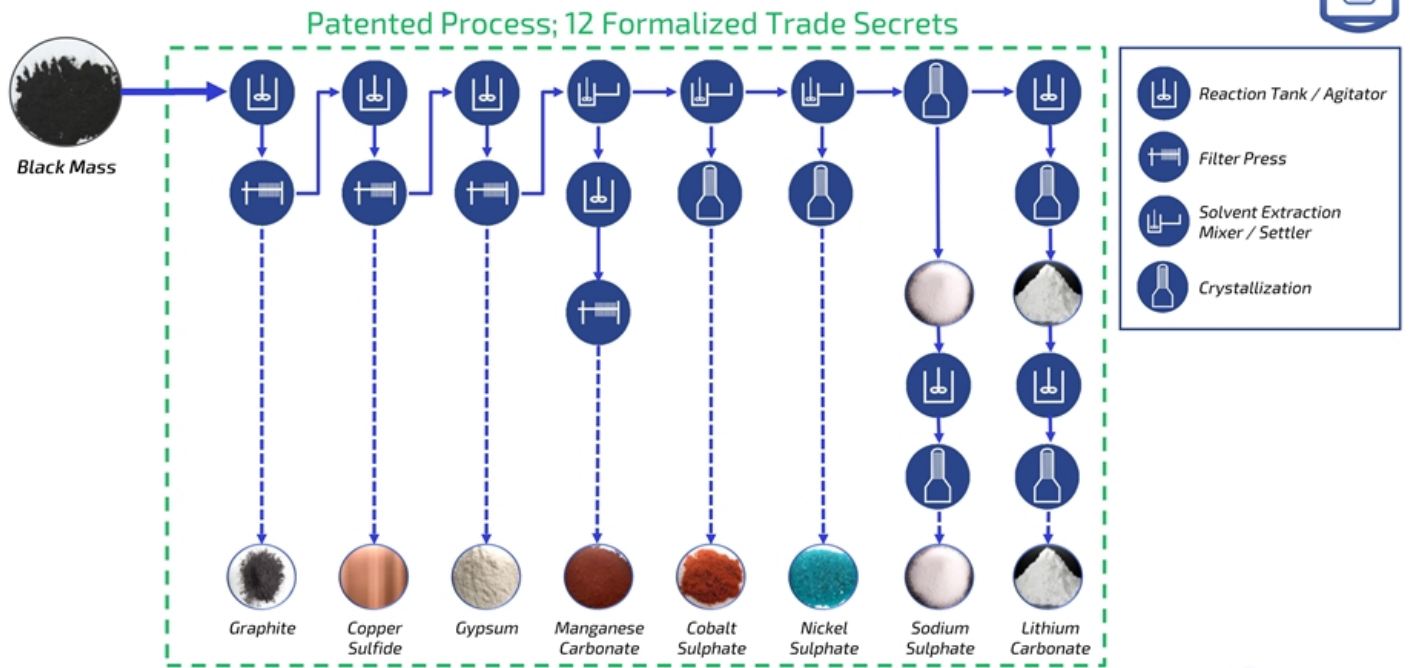 Patented Process; 12 Formalized Trade Secrets
Black Mass
Reaction Tank / Agitator
Filter Press
Solvent Extraction
Mixer / Settler
Crystallization
Graphite
Copper
Sulfide
Gypsum
Manganese
Carbonate
Cobalt
Sulphate
Nickel
Sulphate
Sodium
Sulphate
Lithium
Carbonate